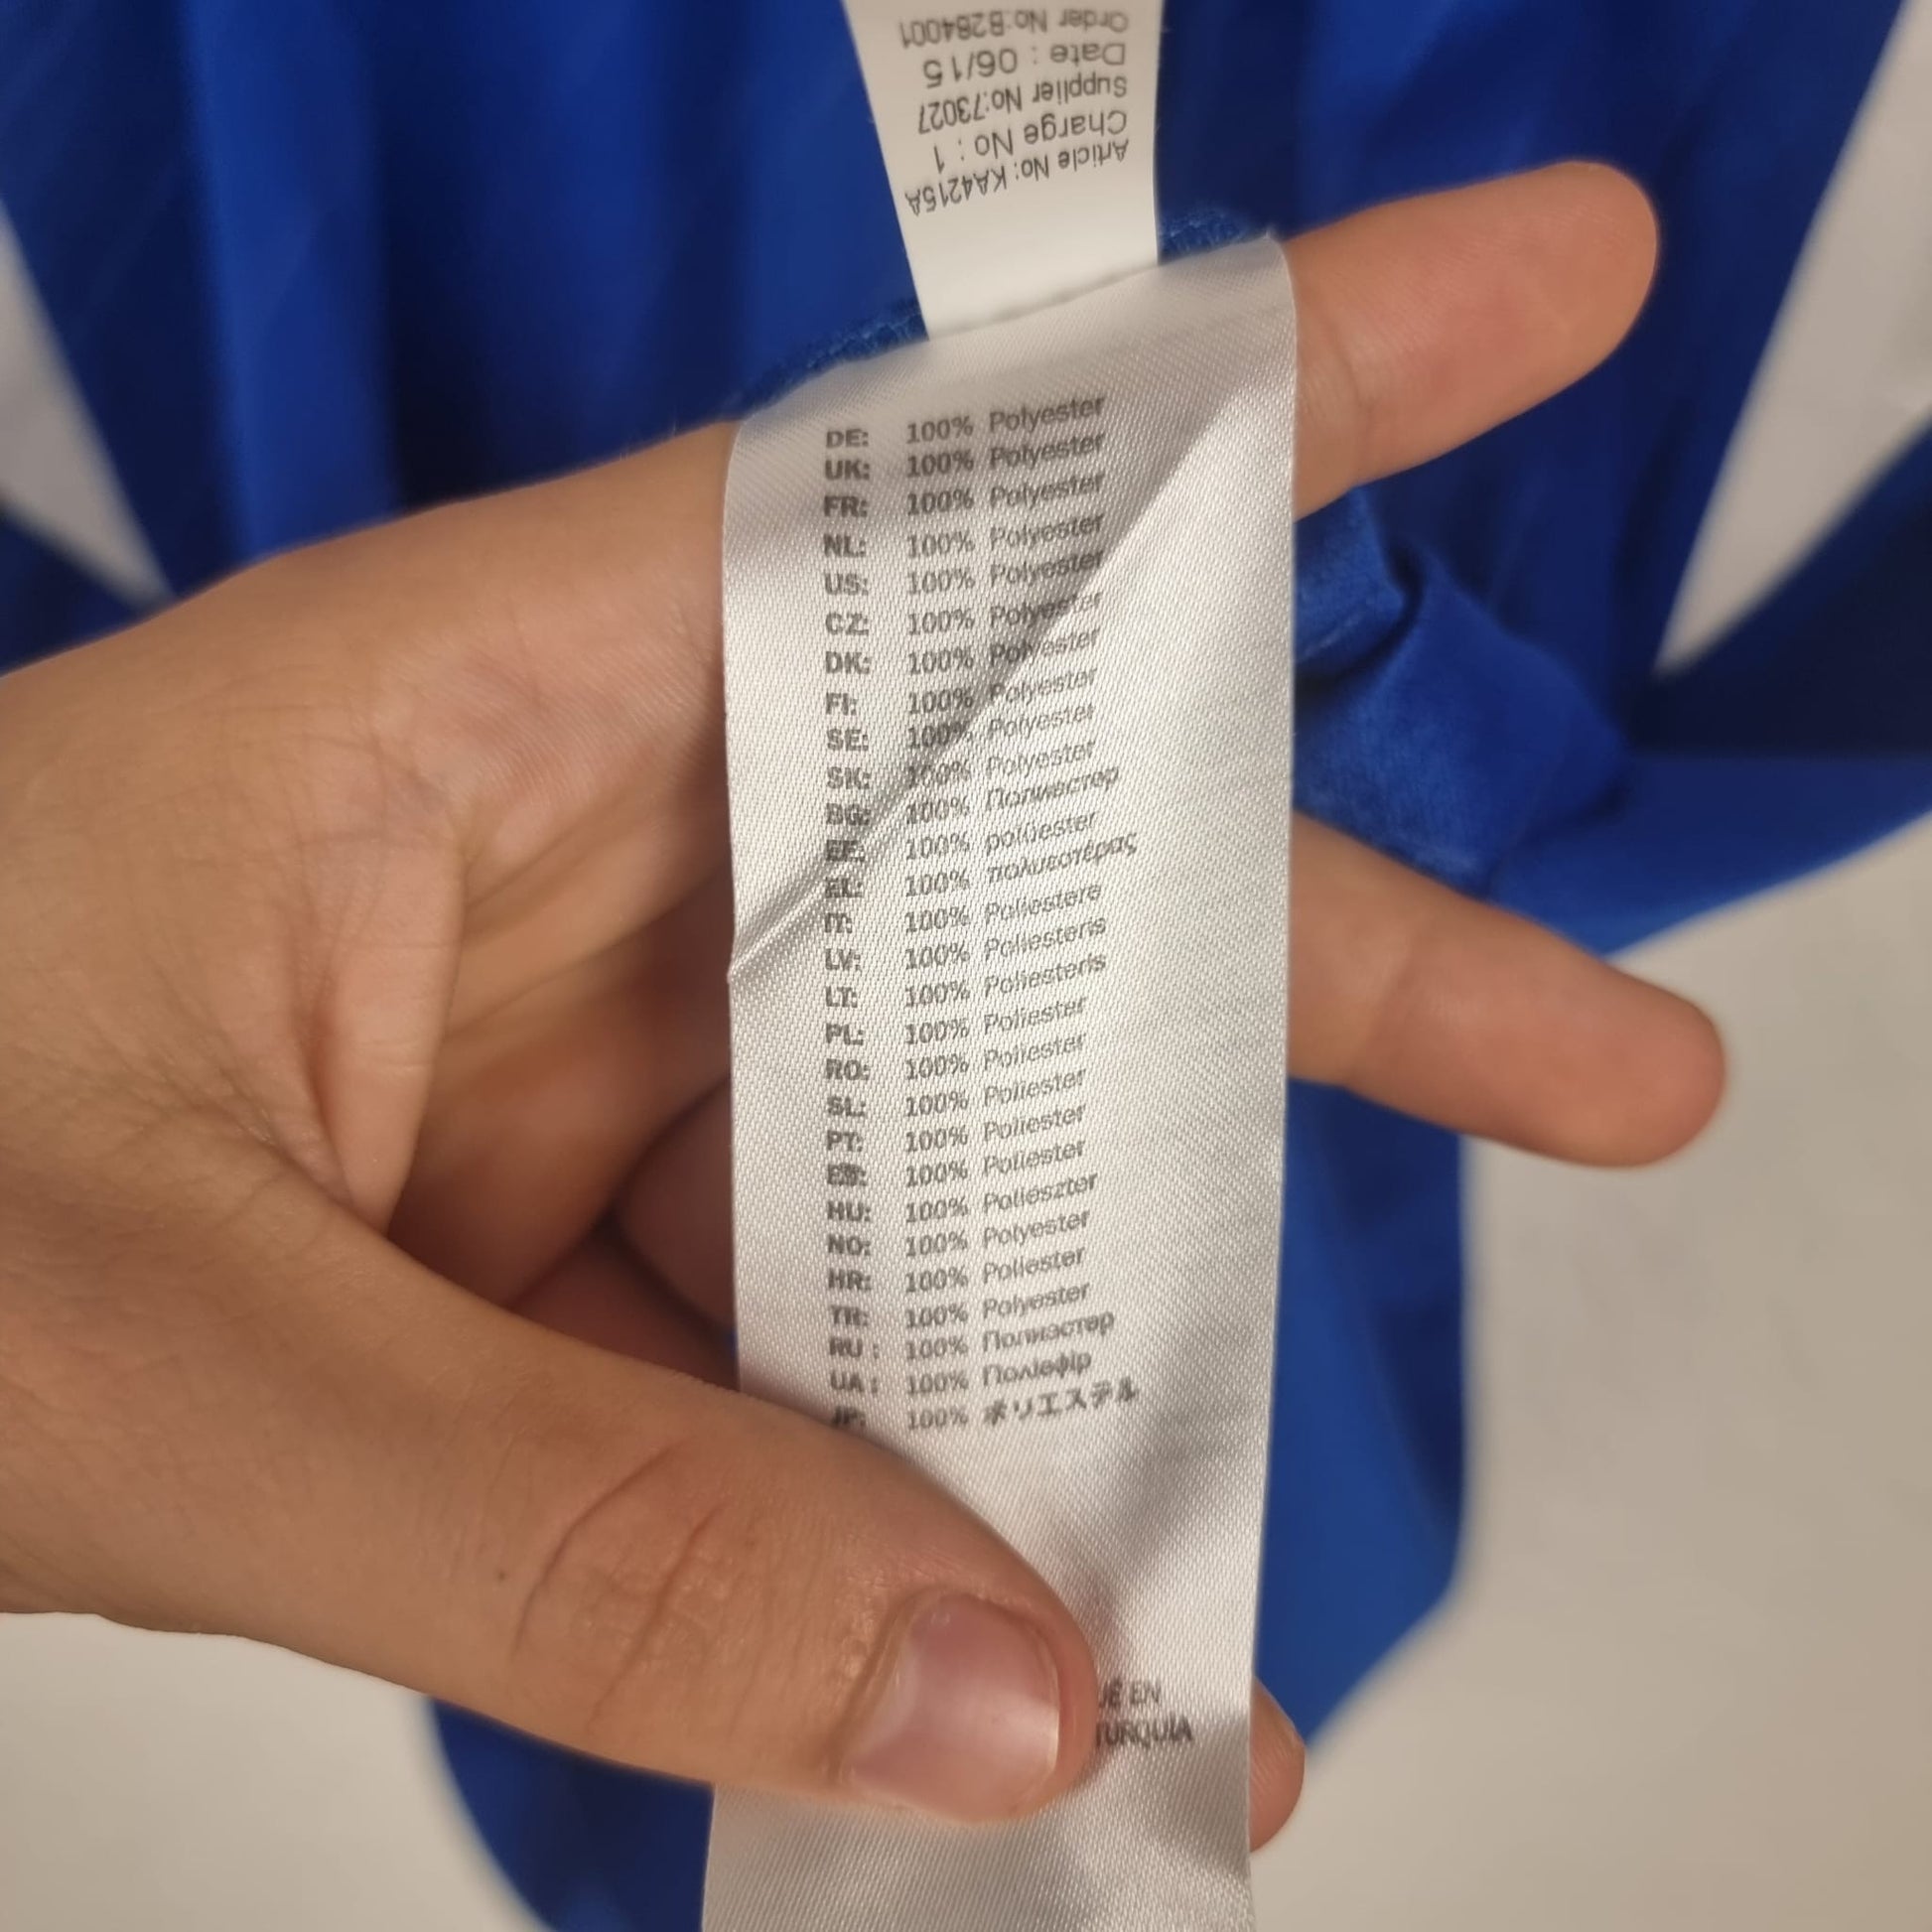 Article No: KA4215A
Charge No : 1
Supplier No:73027
Date : 06/15
Order No:B284001
DE: 100% Polyester
UK: 100% Polyester
FR: 100% Polyester
NL: 100% Polyester
US: 100% Polyester
CZ: 100% Polyester
DK: 100% Polyester
FI: 100% Polyester
SE: 100% Polyester
SK: 100% Polyester
BG: 100% Полиестер
EE: 100% polüester
EL: 100% πολυεστέρας
IT: 100% Poliestere
LV: 100% Poliesteris
LT: 100% Poliesteris
PL: 100% Poliester
RO: 100% Poliester
SL: 100% Poliester
PT: 100% Poliester
ES: 100% Poliester
HU: 100% Poliészter
NO: 100% Polyester
HR: 100% Poliester
TR: 100% Polyester
RU : 100% Полиэстер
UA : 100% Поліефір
JP: 100% ポリエステル
EN
TURQUIA